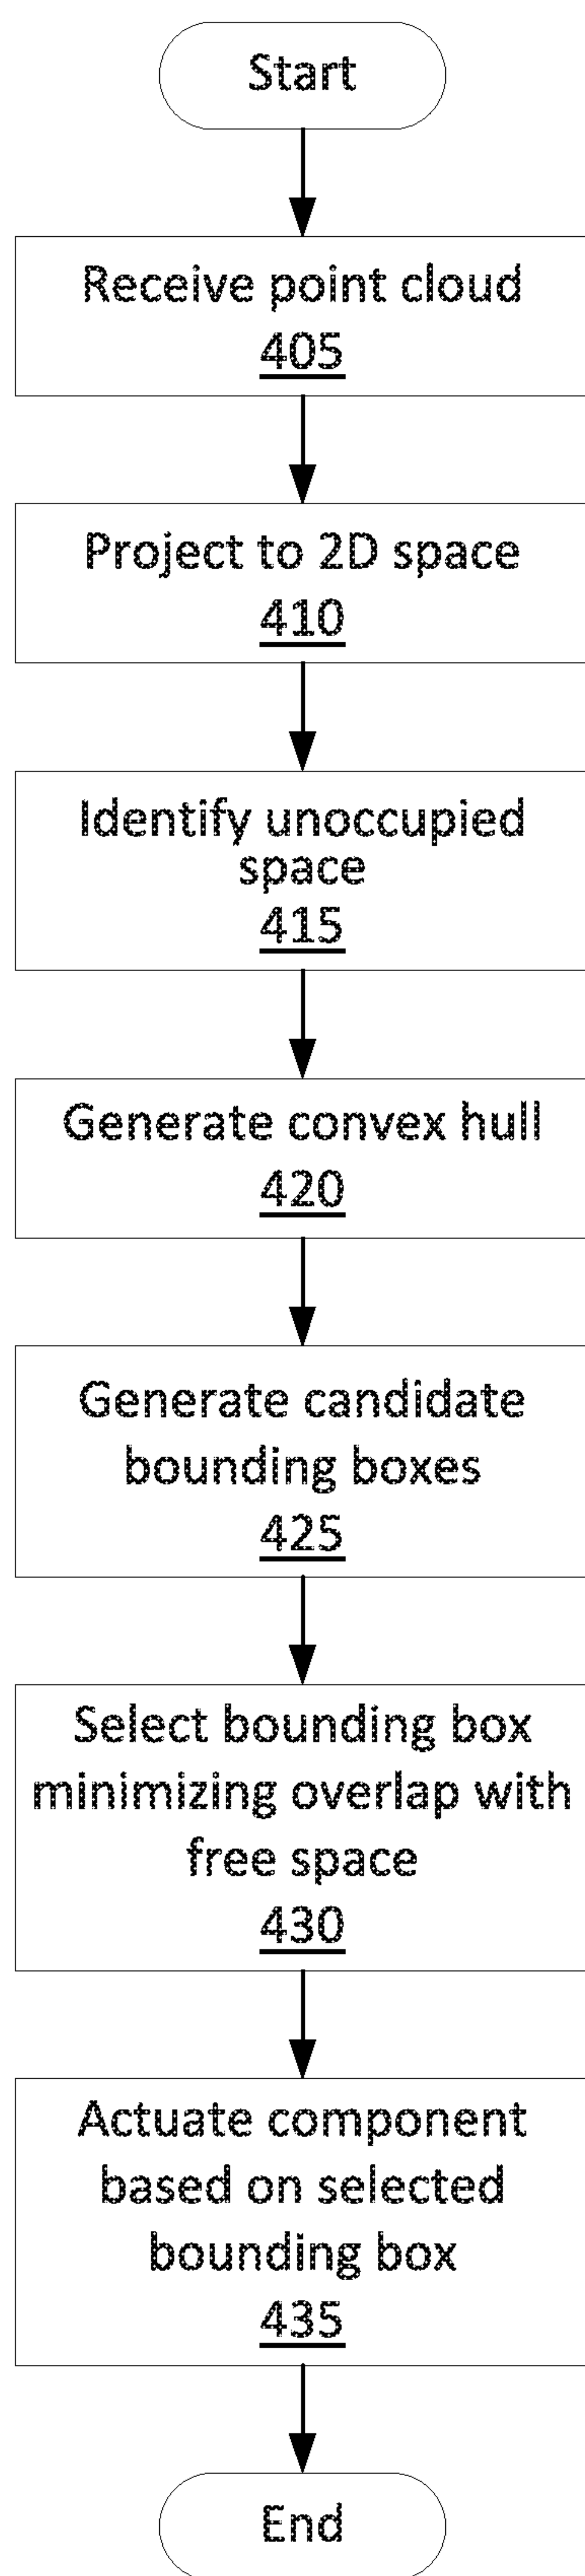 Start
Receive point cloud
405
Project to 2D space
410
Identify unoccupied
space
415
Generate convex hull
420
Generate candidate
bounding boxes
425
Select bounding box
minimizing overlap with
free space
430
Actuate component
based on selected
bounding box
435
End